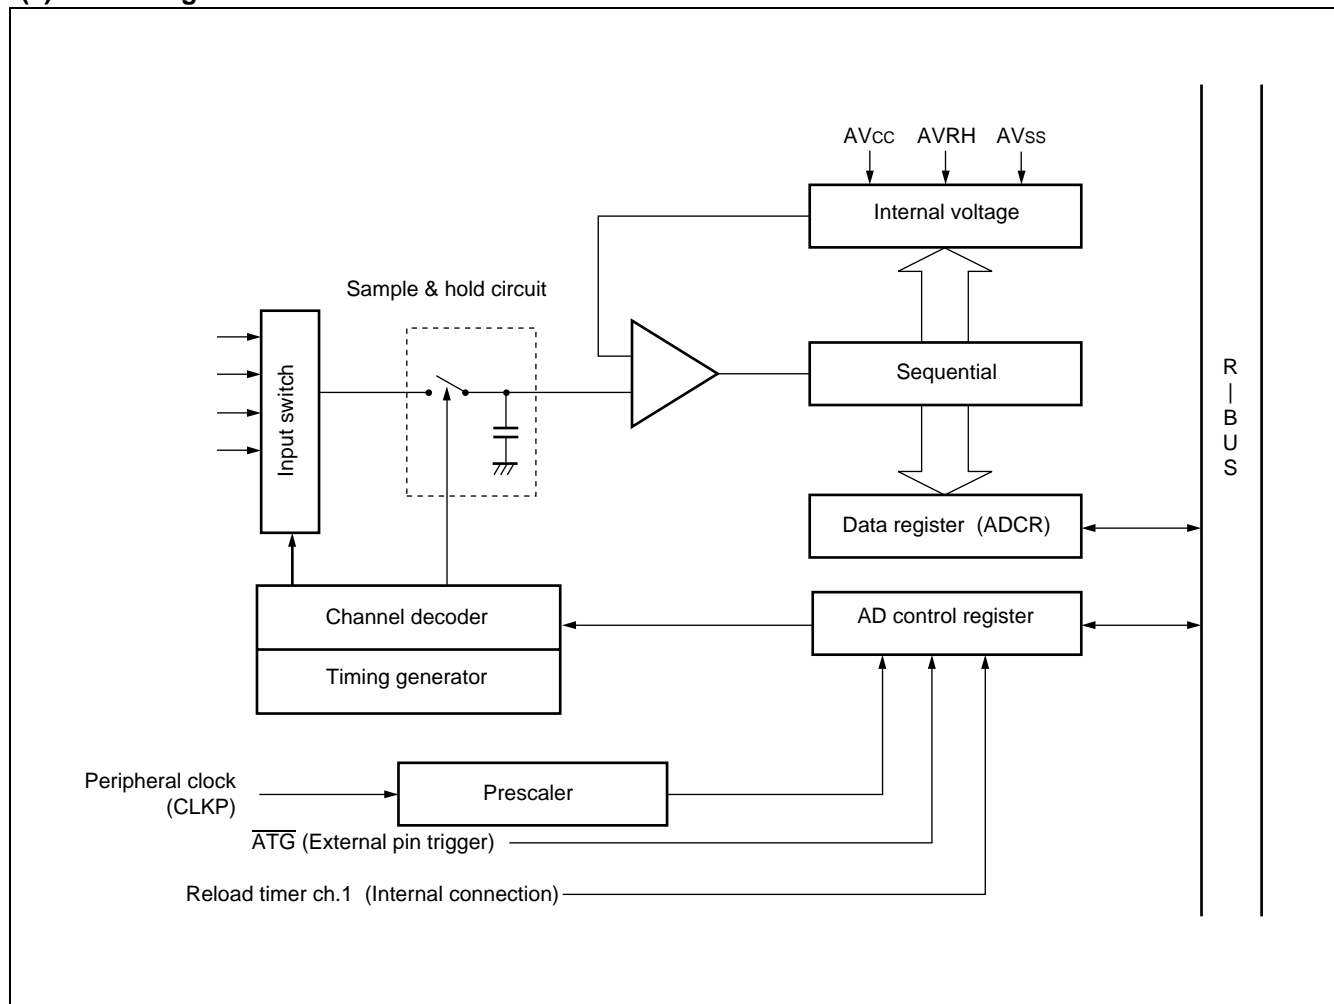 AVCC AVRH AVSS
Internal voltage
Sample & hold circuit
Input switch
Sequential
R
|
B
U
S
Data register (ADCR)
Channel decoder
AD control register
Timing generator
Peripheral clock
(CLKP)
Prescaler
A̅T̅G̅ (External pin trigger)
Reload timer ch.1 (Internal connection)